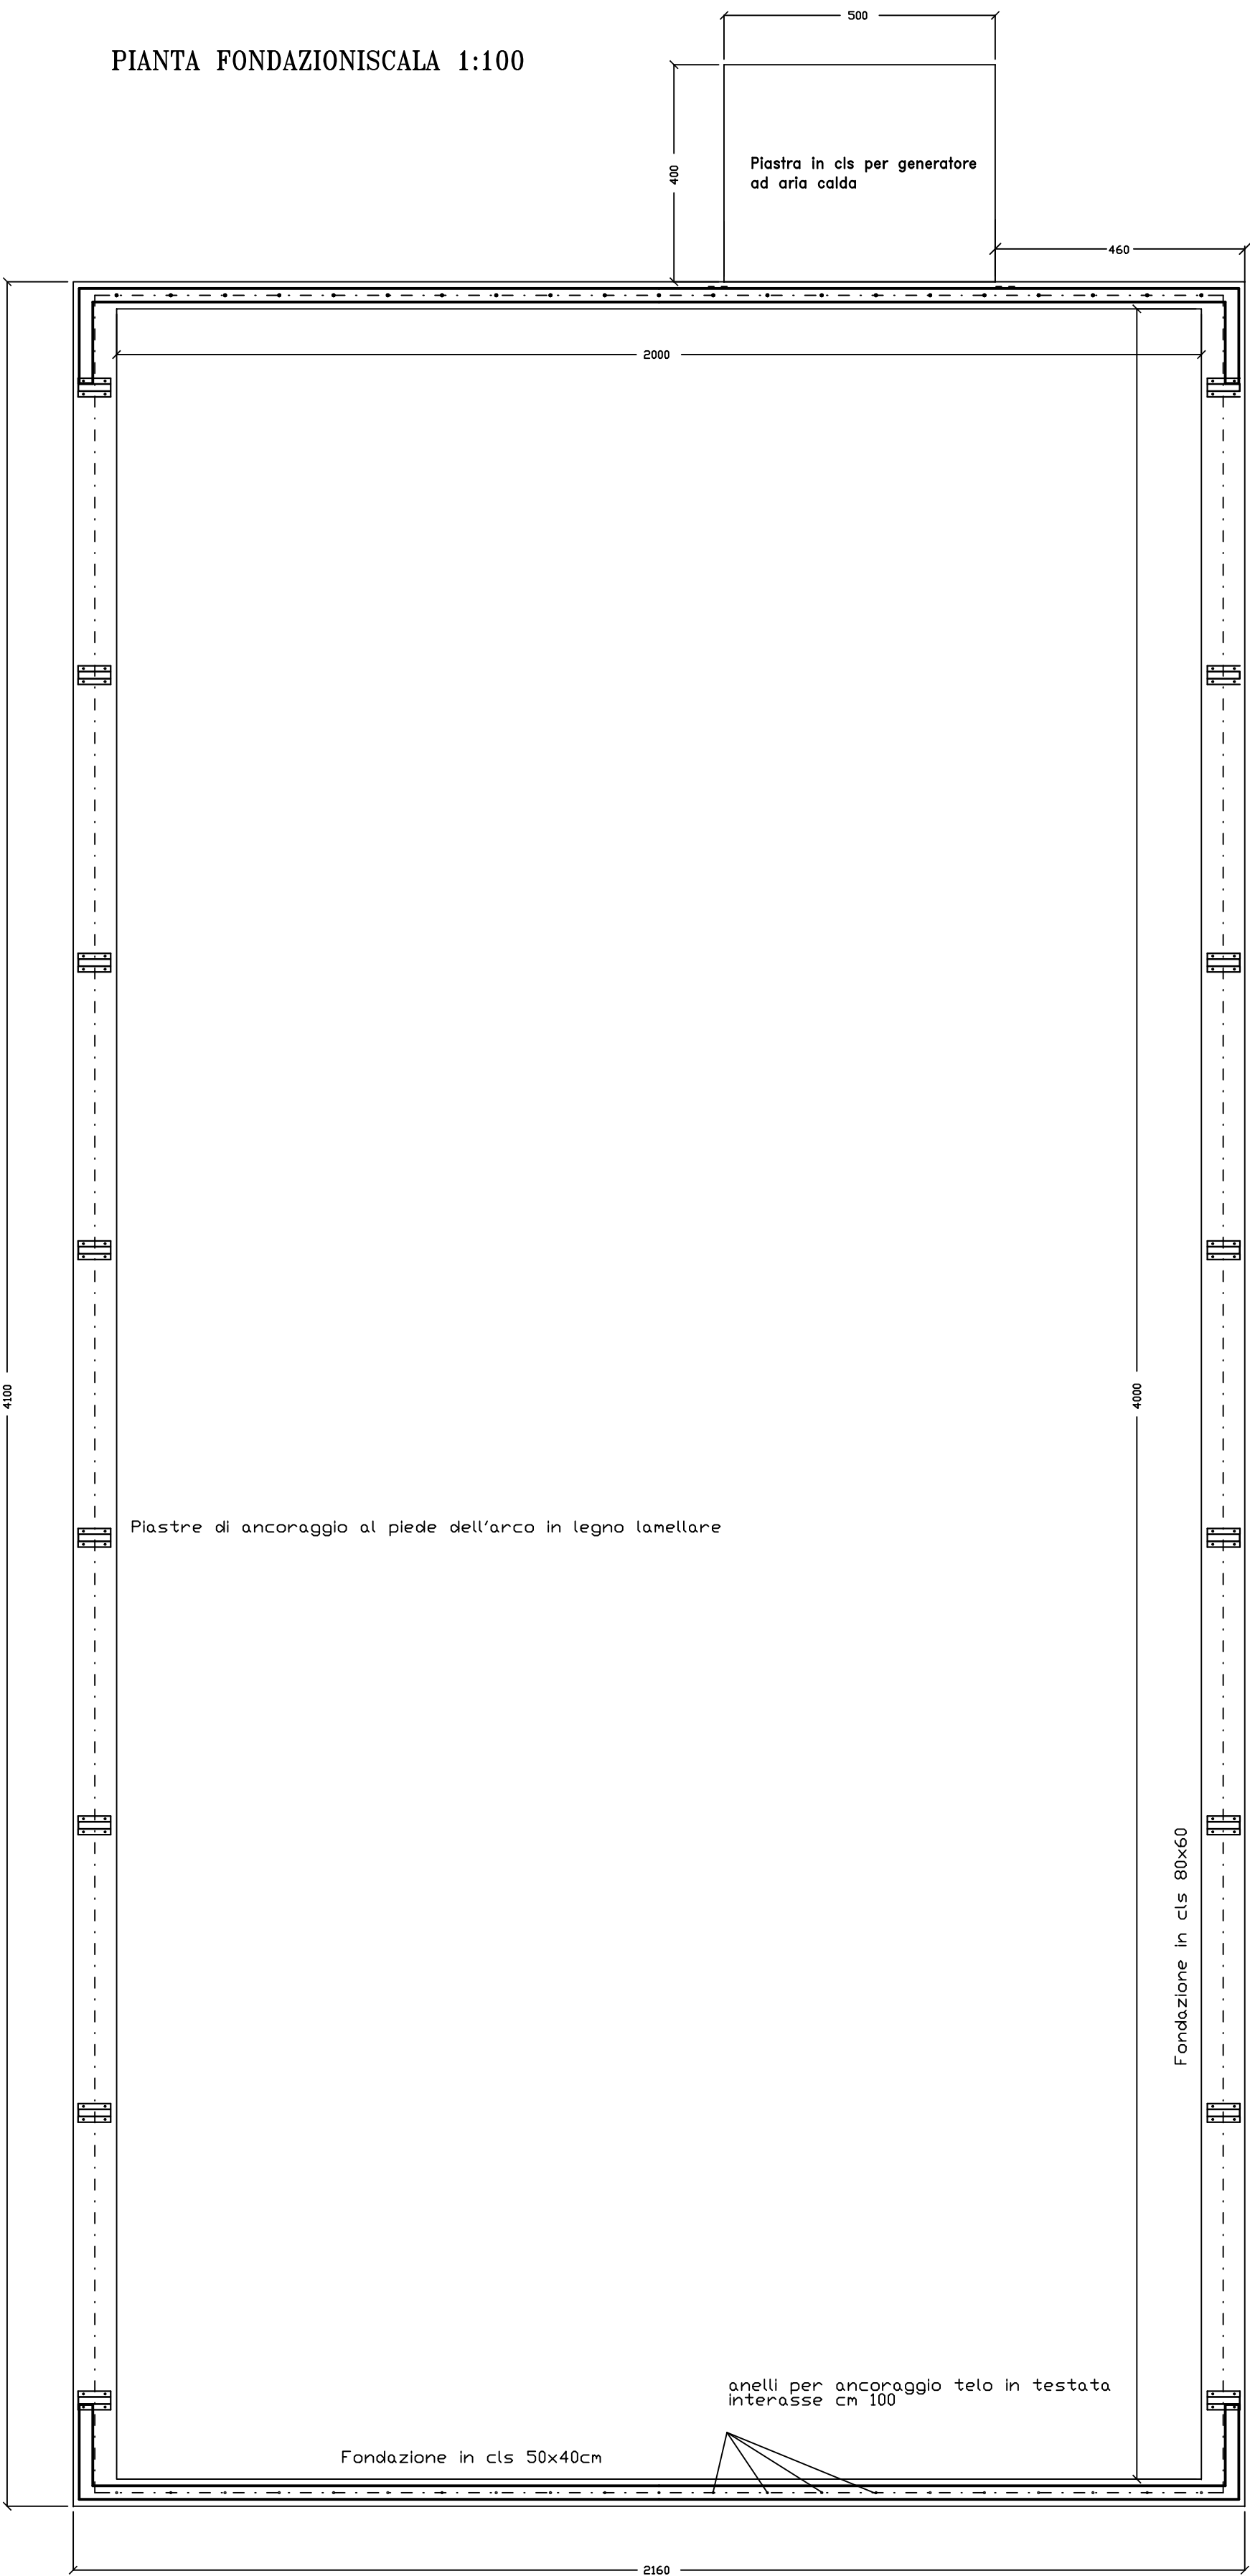 500
PIANTA FONDAZIONISCALA 1:100
400
Piastra in cls per generatore
ad aria calda
460
2000
4100
4000
Piastre di ancoraggio al piede dell'arco in legno lamellare
Fondazione in cls 80x60
anelli per ancoraggio telo in testata
interasse cm 100
Fondazione in cls 50x40cm
2160